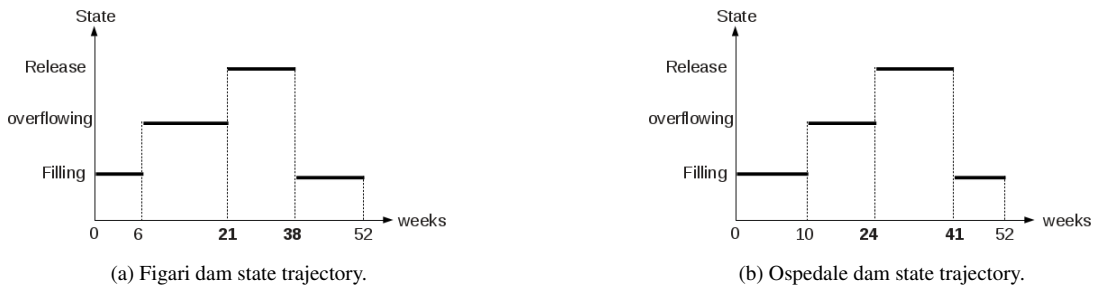 State
Release
overflowing
Filling
weeks
0 6 21 38 52
(a) Figari dam state trajectory.
State
Release
overflowing
Filling
weeks
0 10 24 41 52
(b) Ospedale dam state trajectory.